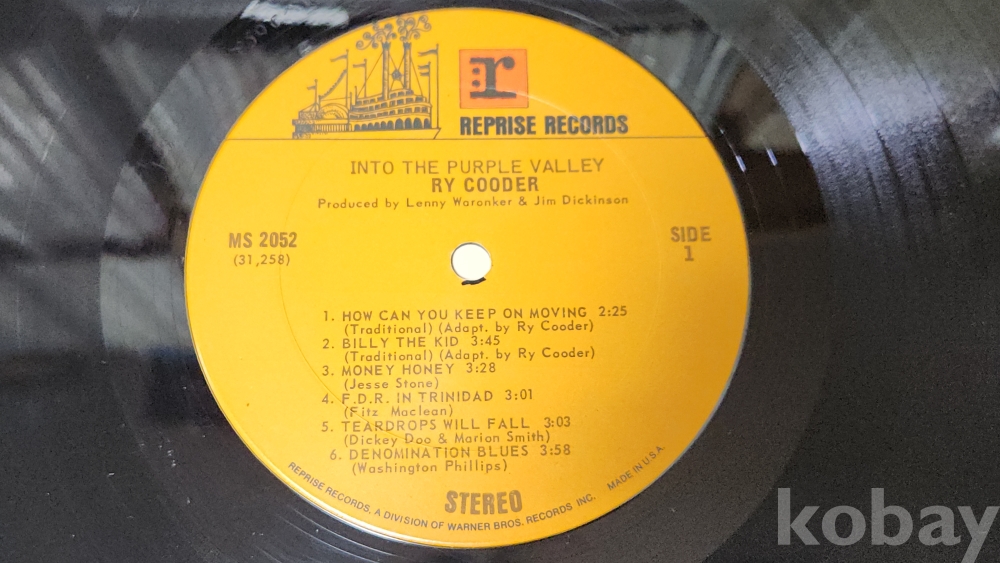 r
REPRISE RECORDS
INTO THE PURPLE VALLEY
RY COODER
Produced by Lenny Waronker & Jim Dickinson
MS 2052
(31,258)
SIDE
1
1. HOW CAN YOU KEEP ON MOVING 2:25
(Traditional) (Adapt. by Ry Cooder)
2. BILLY THE KID 3:45
(Traditional) (Adapt. by Ry Cooder)
3. MONEY HONEY 3:28
(Jesse Stone)
4. F.D.R. IN TRINIDAD 3:01
(Fitz Maclean)
5. TEARDROPS WILL FALL 3:03
(Dickey Doo & Marion Smith)
6. DENOMINATION BLUES 3:58
(Washington Phillips)
STEREO
REPRISE RECORDS, A DIVISION OF WARNER BROS. RECORDS INC. MADE IN U.S.A.
kobay